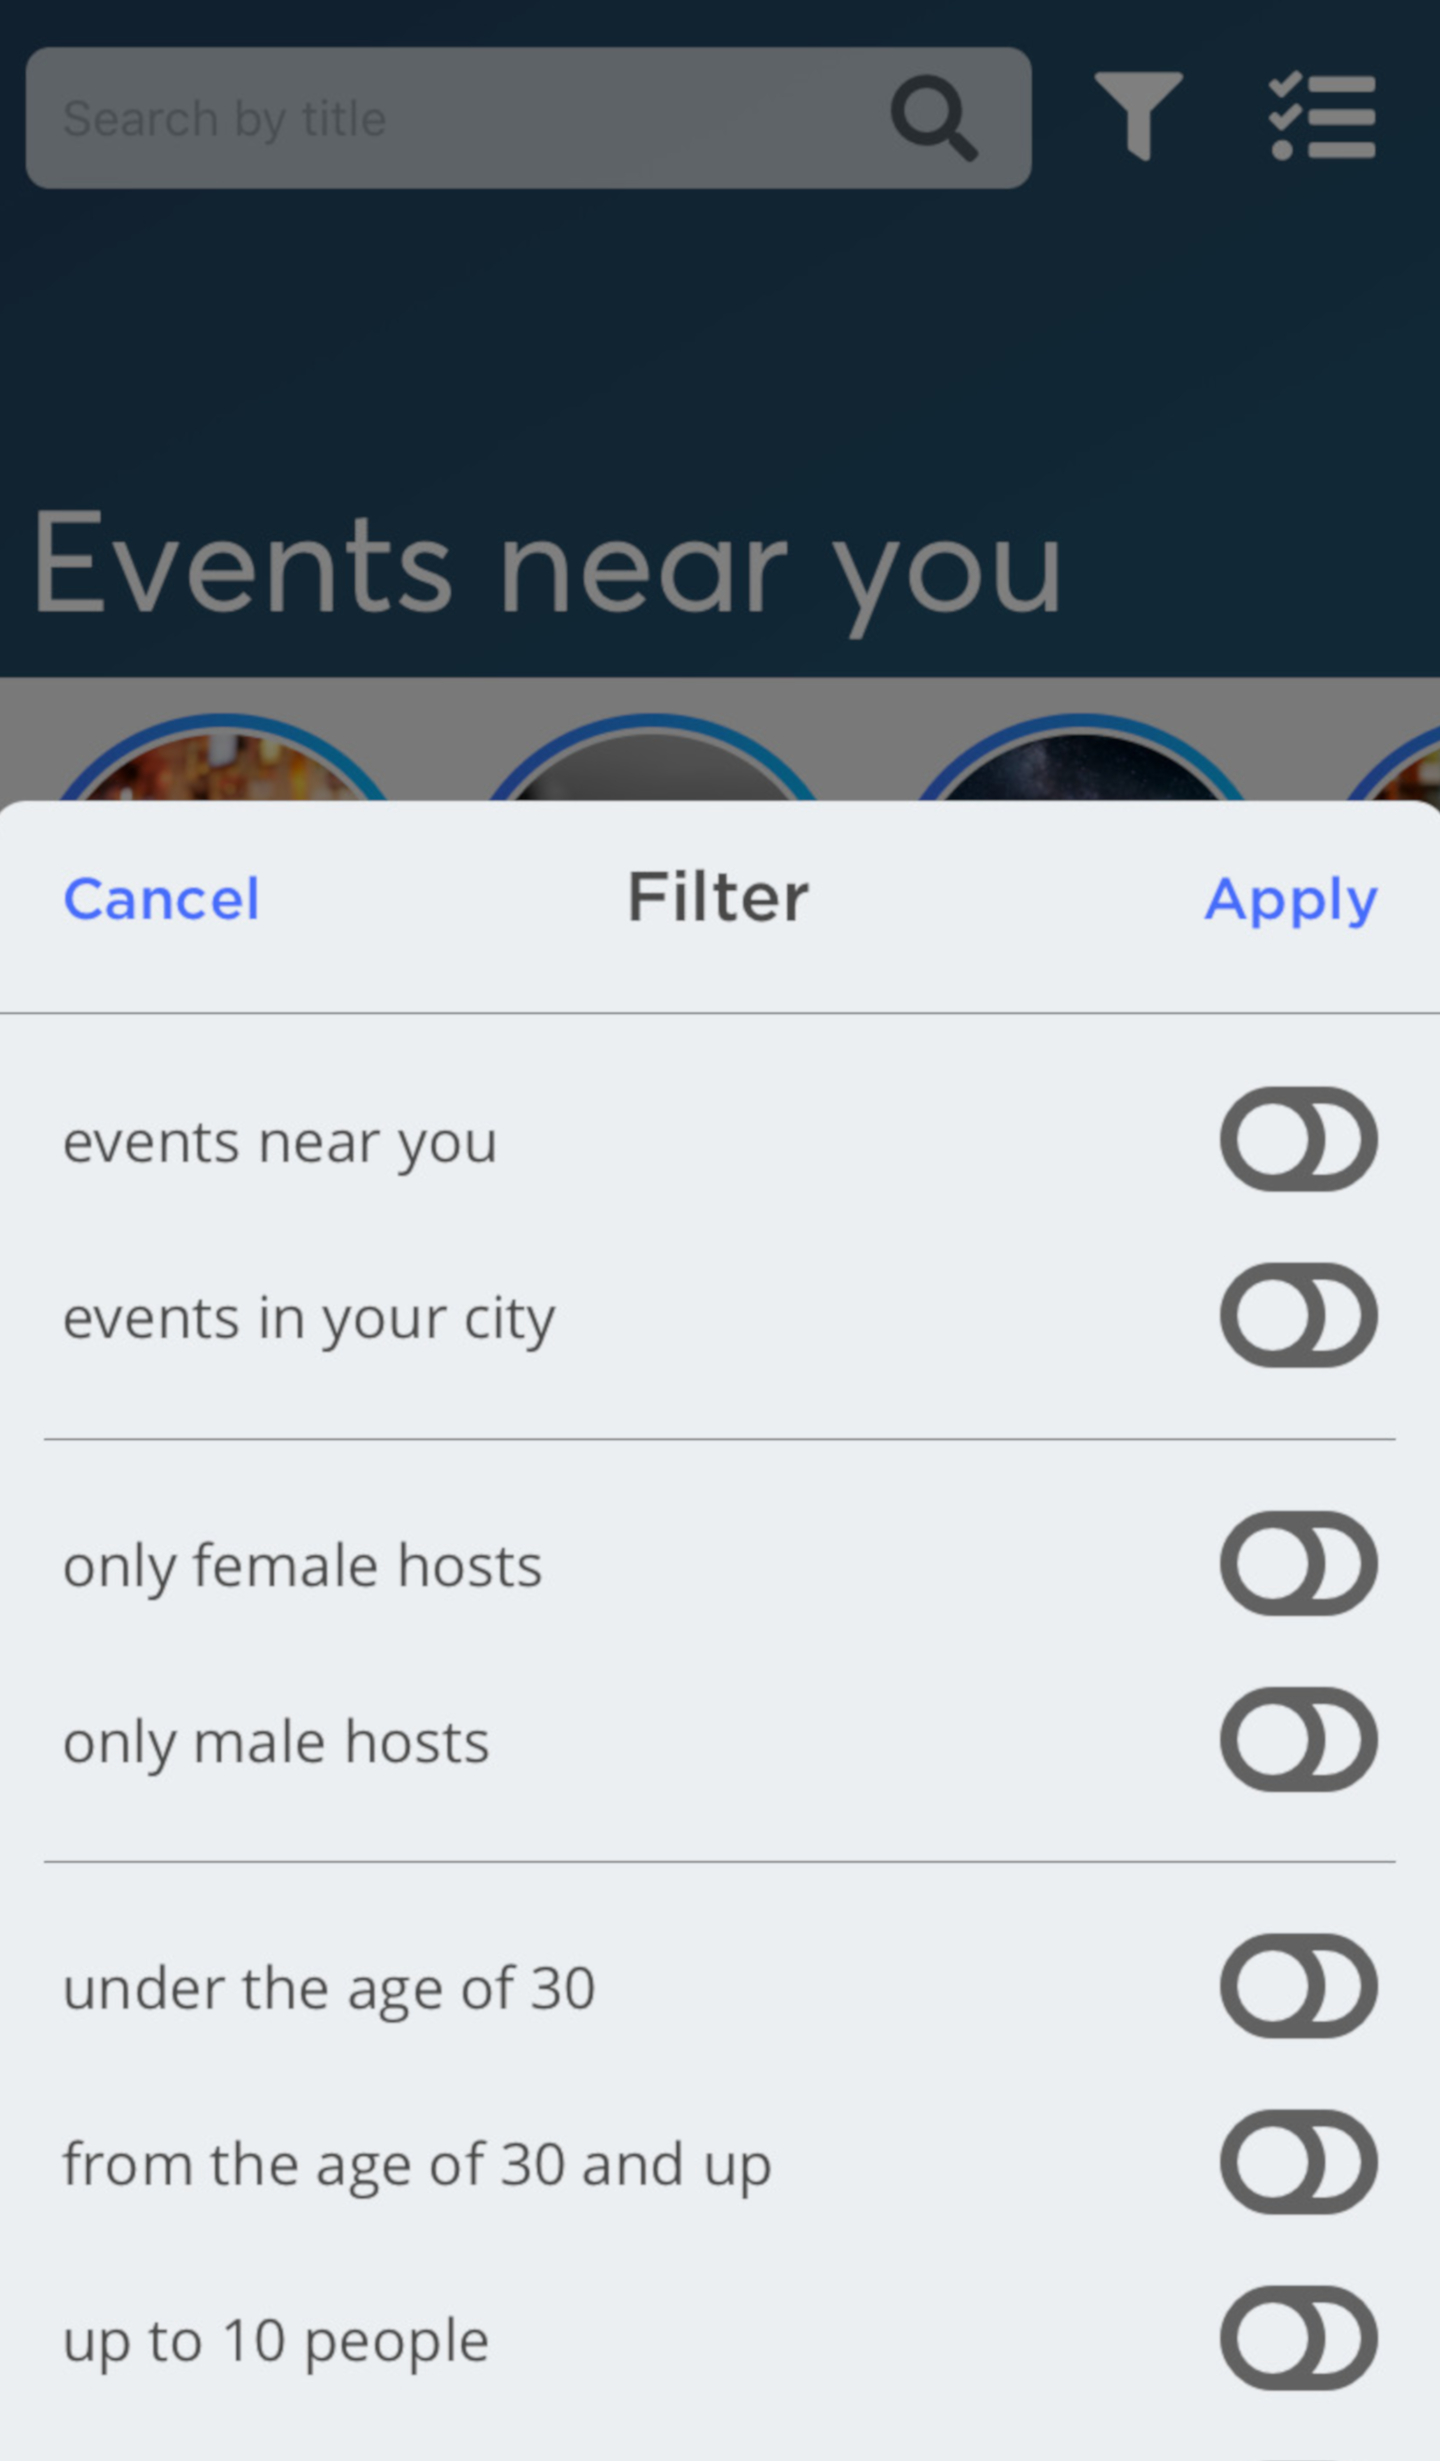 Search by title
Events near you
Cancel Filter Apply
events near you
events in your city
only female hosts
only male hosts
under the age of 30
from the age of 30 and up
up to 10 people